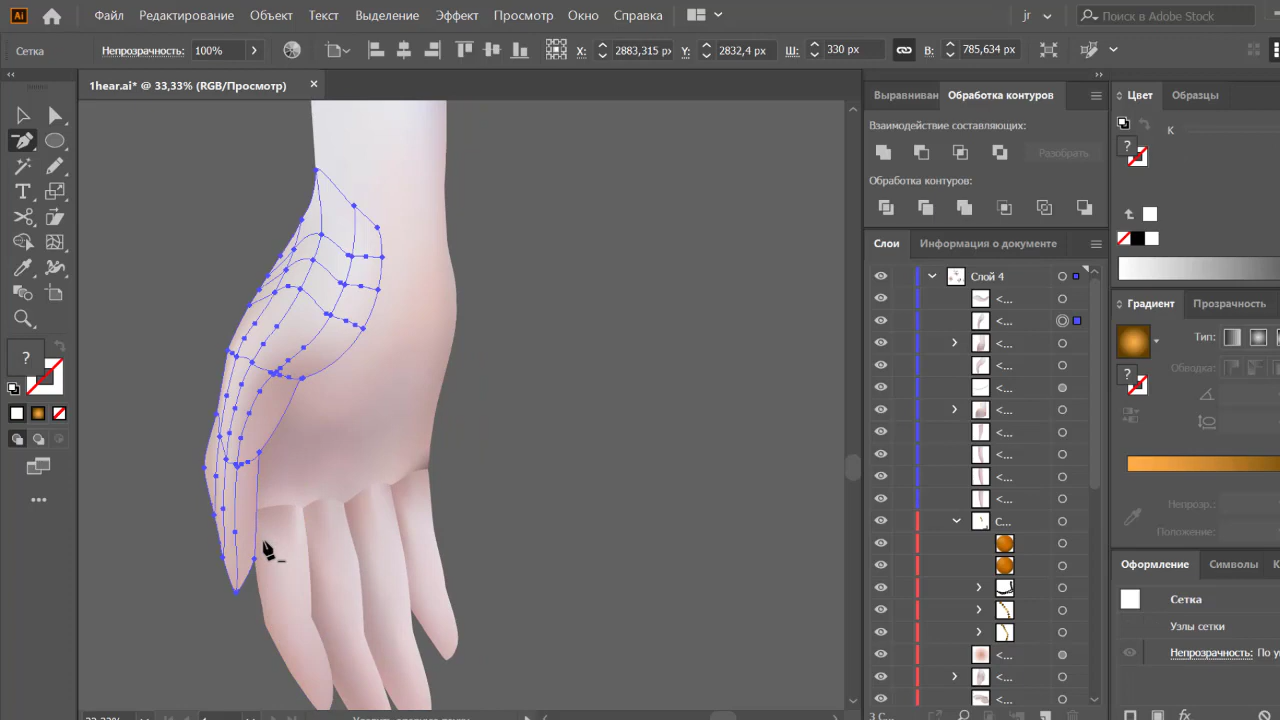 Ai Файл Редактирование Объект Текст Выделение Эффект Просмотр Окно Справка jr Поиск в Adobe Stock
Сетка Непрозрачность: 100% X: 2883,315 px Y: 2832,4 px Ш: 330 px В: 785,634 px
1hear.ai* @ 33,33% (RGB/Просмотр)
Выравниван Обработка контуров
Взаимодействие составляющих:
Разобрать
Обработка контуров:
Слои Информация о документе
Слой 4
<...
<...
<...
<...
<...
<...
<...
<...
<...
<...
С...
<...
<...
<...
Цвет Образцы
? K
Градиент Прозрачность
Тип:
Обводка:
?
Непрозр.:
Положение:
Оформление Символы
Сетка
Узлы сетки
Непрозрачность: По у
?
fx